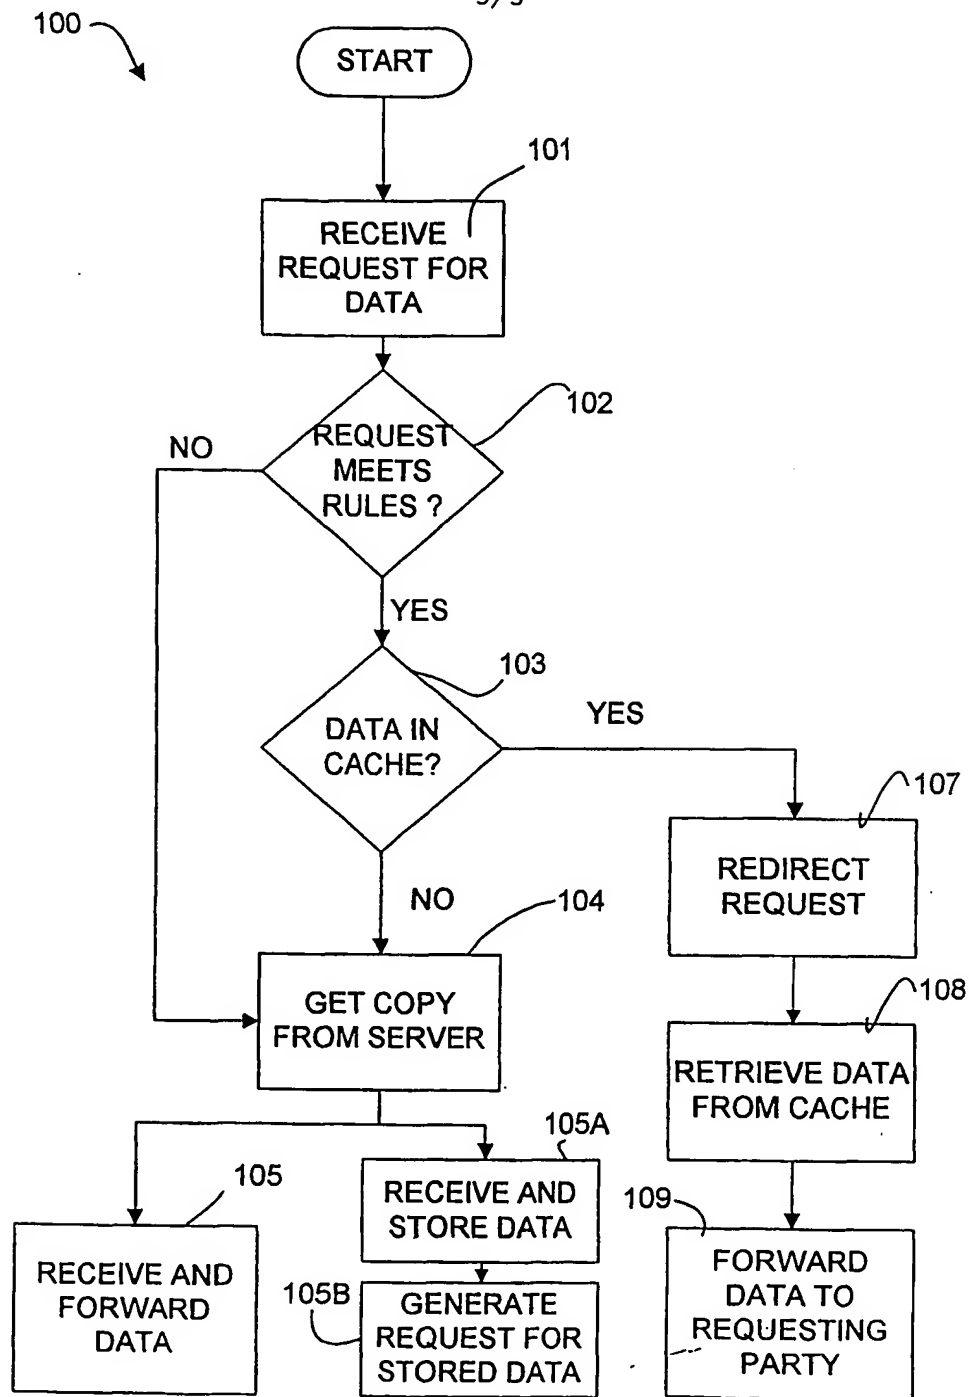 100
START
101
RECEIVE
REQUEST FOR
DATA
102
NO
REQUEST
MEETS
RULES ?
YES
103
DATA IN
CACHE?
YES
107
REDIRECT
REQUEST
NO
104
GET COPY
FROM SERVER
108
RETRIEVE DATA
FROM CACHE
105A
RECEIVE AND
STORE DATA
105
RECEIVE AND
FORWARD
DATA
105B
GENERATE
REQUEST FOR
STORED DATA
109
FORWARD
DATA TO
REQUESTING
PARTY